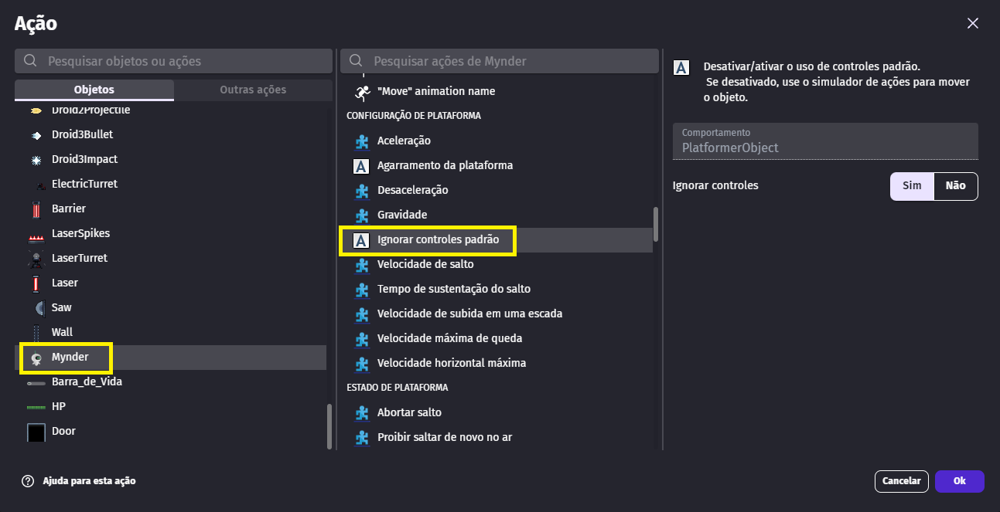 Ação
Pesquisar objetos ou ações
Objetos
Outras ações
Droid2Projectile
Droid3Bullet
Droid3Impact
ElectricTurret
Barrier
LaserSpikes
LaserTurret
Laser
Saw
Wall
Mynder
Barra_de_Vida
HP
Door
Pesquisar ações de Mynder
"Move" animation name
CONFIGURAÇÃO DE PLATAFORMA
Aceleração
Agarramento da plataforma
Desaceleração
Gravidade
Ignorar controles padrão
Velocidade de salto
Tempo de sustentação do salto
Velocidade de subida em uma escada
Velocidade máxima de queda
Velocidade horizontal máxima
ESTADO DE PLATAFORMA
Abortar salto
Proibir saltar de novo no ar
Desativar/ativar o uso de controles padrão.
Se desativado, use o simulador de ações para mover
o objeto.
Comportamento
PlatformerObject
Ignorar controles
Sim
Não
Ajuda para esta ação
Cancelar
Ok